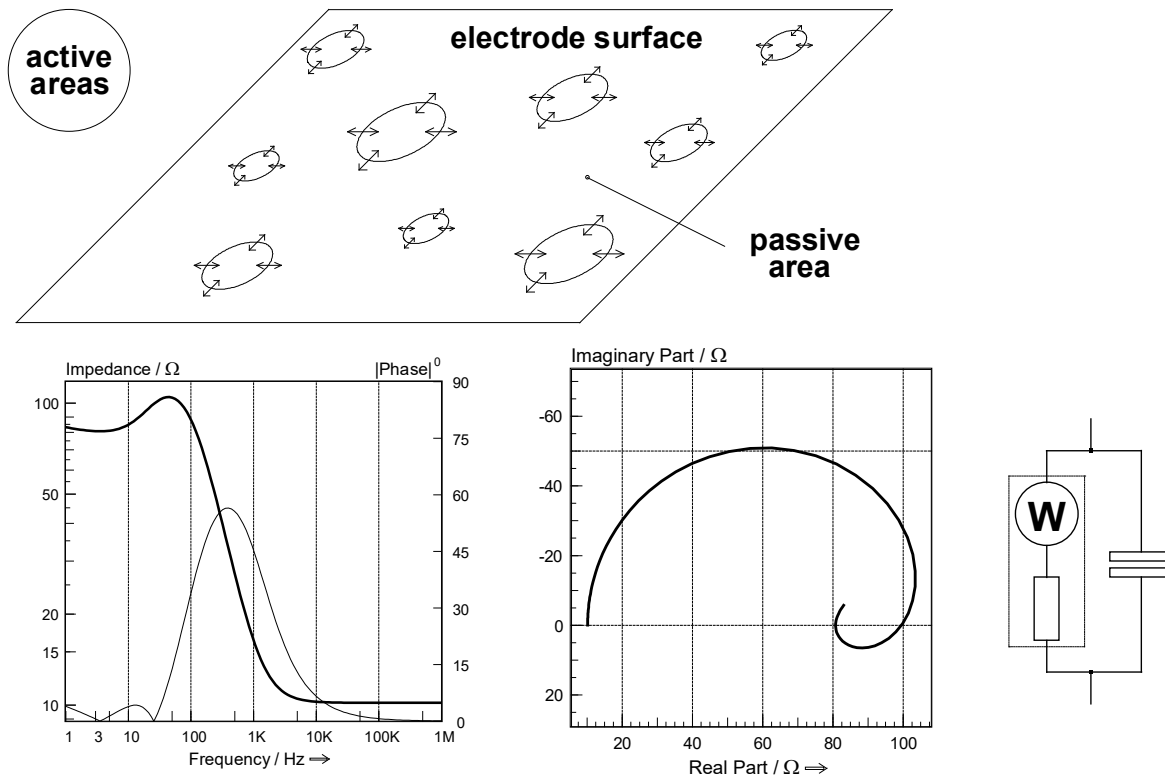 active
areas
electrode surface
passive
area
Impedance / Ω
|Phase| 0
100
50
20
15
10
90
75
60
45
30
15
0
1
3
10
100
1K
10K
100K
1M
Frequency / Hz ⇒
Imaginary Part / Ω
-60
-40
-20
0
20
20
40
60
80
100
Real Part / Ω ⇒
W